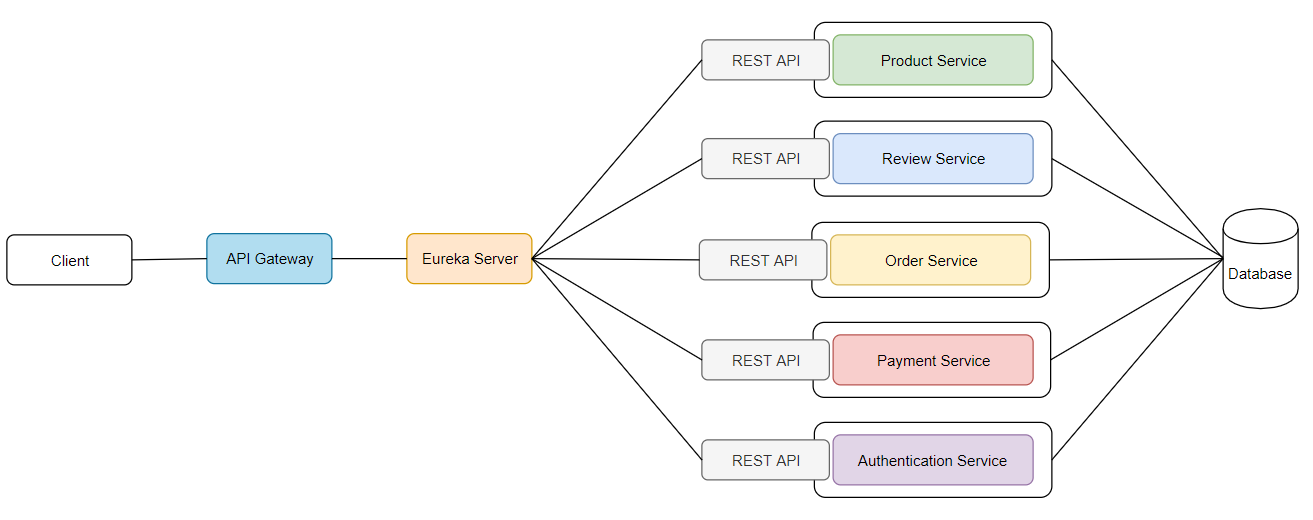 Client
API Gateway
Eureka Server
REST API
Product Service
REST API
Review Service
REST API
Order Service
REST API
Payment Service
REST API
Authentication Service
Database